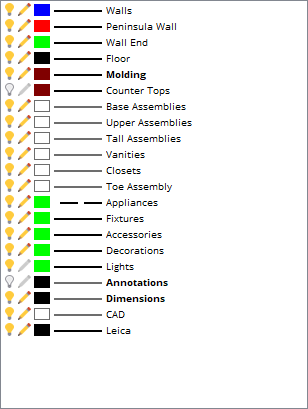 Walls
Peninsula Wall
Wall End
Floor
Molding
Counter Tops
Base Assemblies
Upper Assemblies
Tall Assemblies
Vanities
Closets
Toe Assembly
Appliances
Fixtures
Accessories
Decorations
Lights
Annotations
Dimensions
CAD
Leica